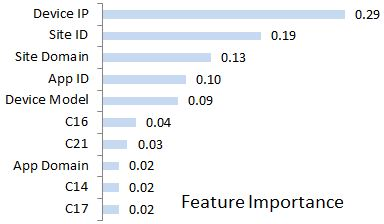 Device IP 0.29
Site ID 0.19
Site Domain 0.13
App ID 0.10
Device Model 0.09
C16 0.04
C21 0.03
App Domain 0.02
C14 0.02
C17 0.02
Feature Importance